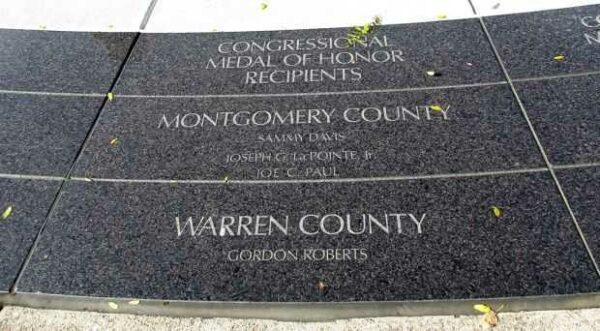 CONGRESSIONAL
MEDAL OF HONOR
RECIPIENTS
MONTGOMERY COUNTY
SAMMY DAVIS
JOSEPH G. LaPOINTE, Jr.
JOE C. PAUL
WARREN COUNTY
GORDON ROBERTS